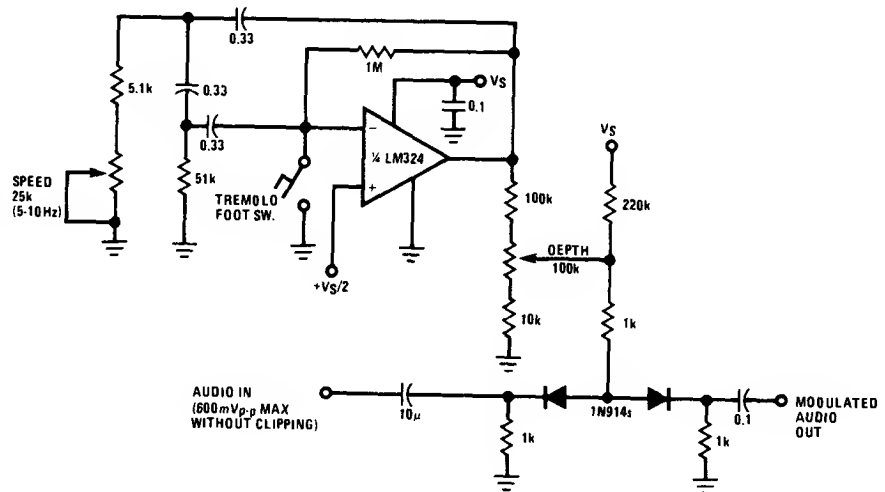 0.33
1M
VS
5.1k
0.33
0.1
0.33
−
¼ LM324
+
VS
SPEED
25k
(5-10Hz)
51k
TREMOLO
FOOT SW.
100k
220k
OEPTH
100k
+VS/2
10k
1k
AUDIO IN
(600mVp-p MAX
WITHOUT CLIPPING)
10µ
1N914s
0.1
MODULATED
AUDIO
OUT
1k
1k